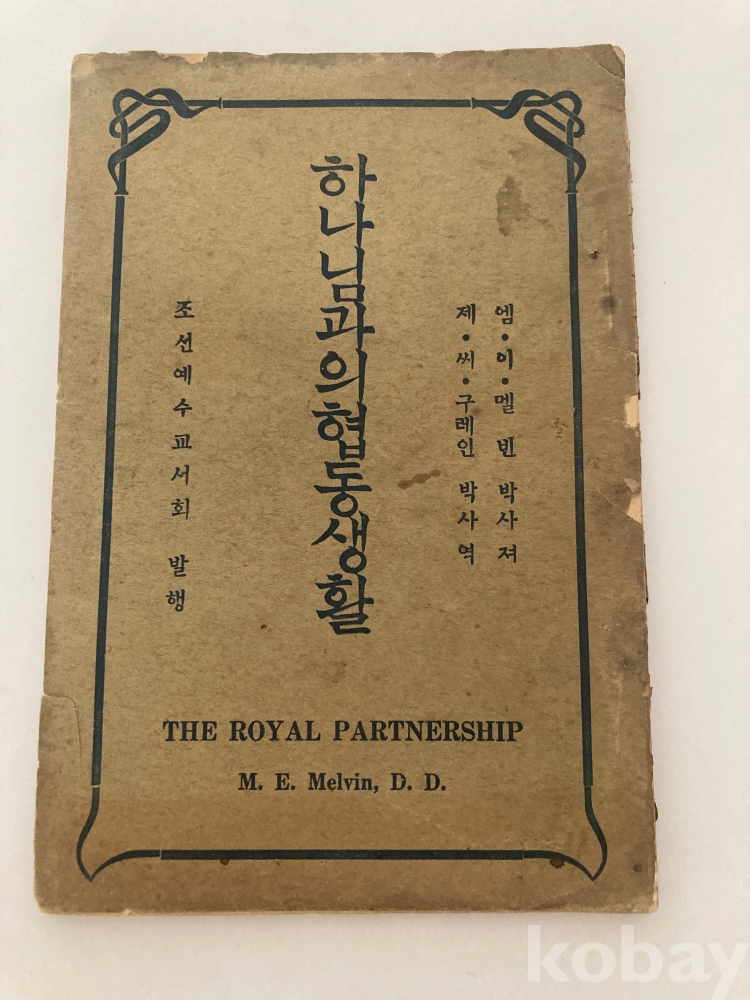 엠·이·멜빈 박사져
제·씨·구레인 박사역
하나님과의협동생활
조선예수교서회 발행
THE ROYAL PARTNERSHIP
M. E. Melvin, D. D.
kobay